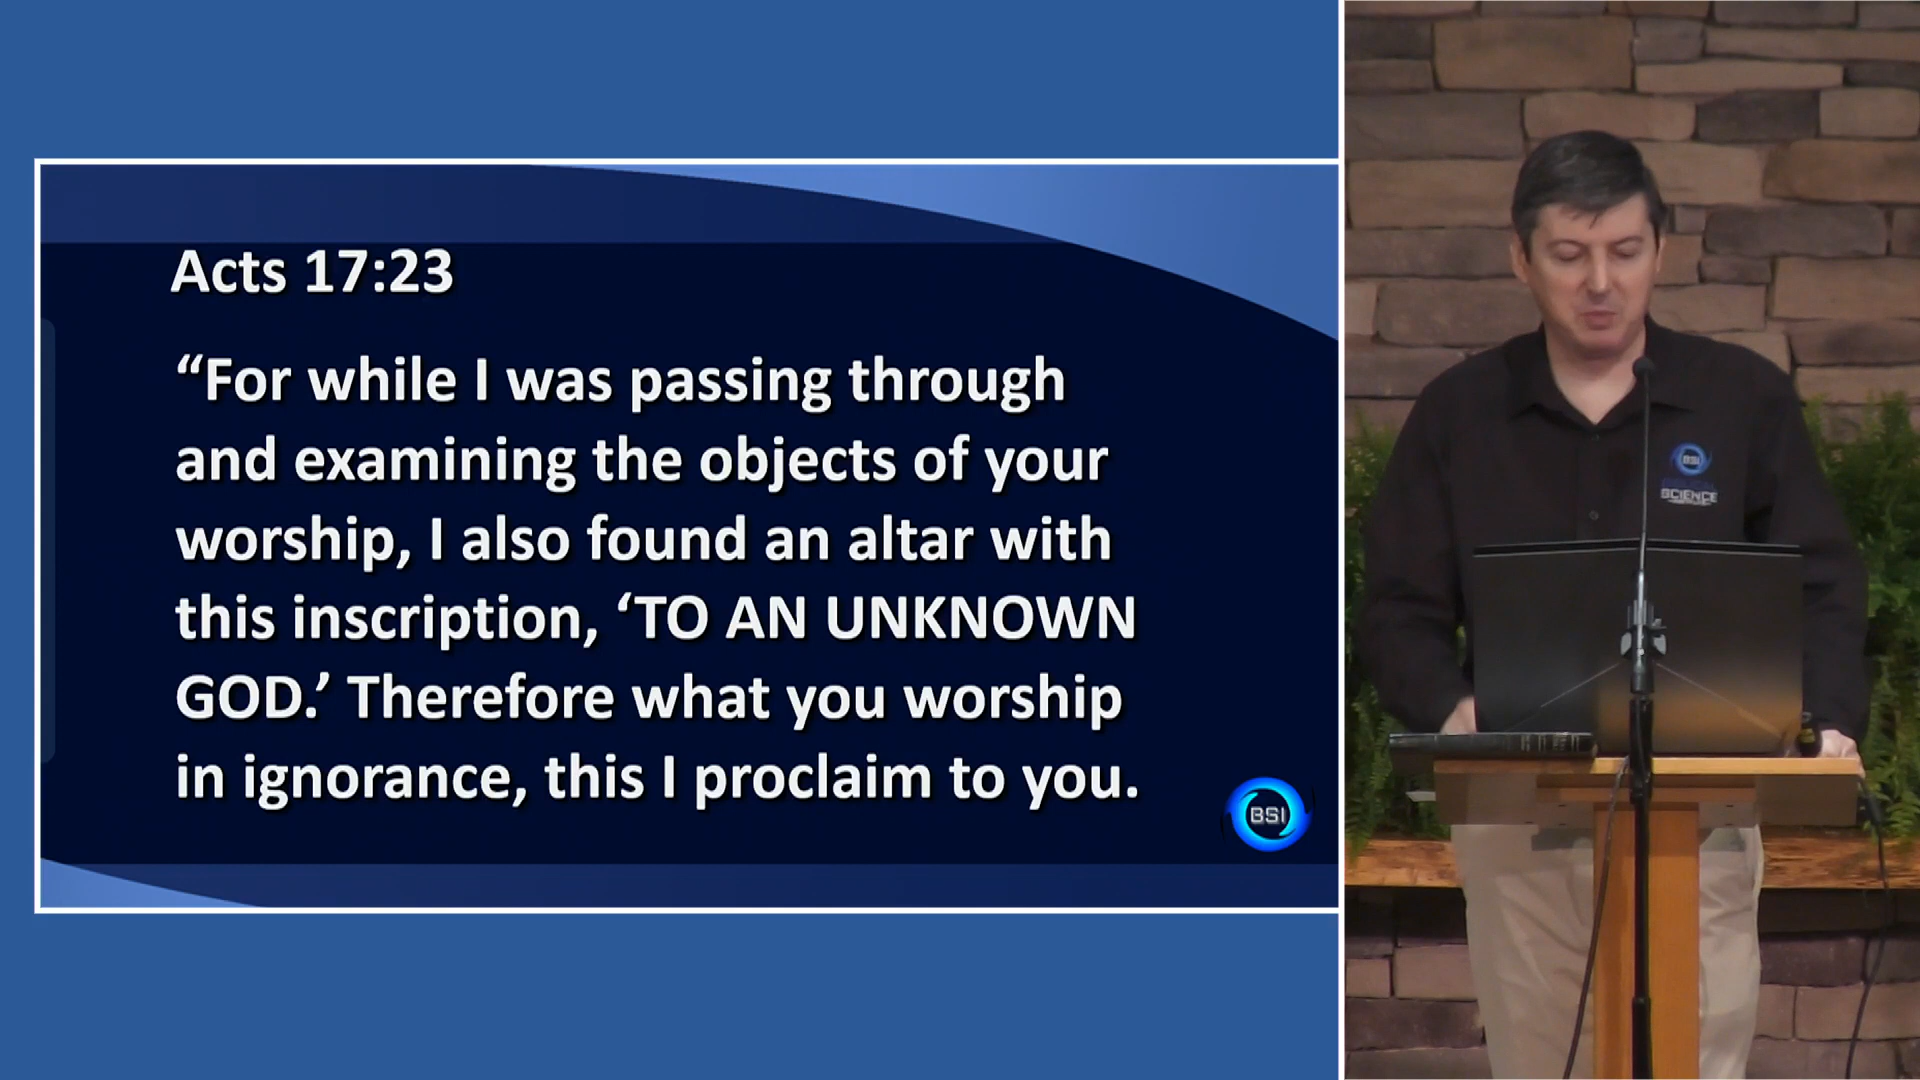 Acts 17:23
“For while I was passing through
and examining the objects of your
worship, I also found an altar with
this inscription, ‘TO AN UNKNOWN
GOD.’ Therefore what you worship
in ignorance, this I proclaim to you.
BSI
BSI
SCIENCE